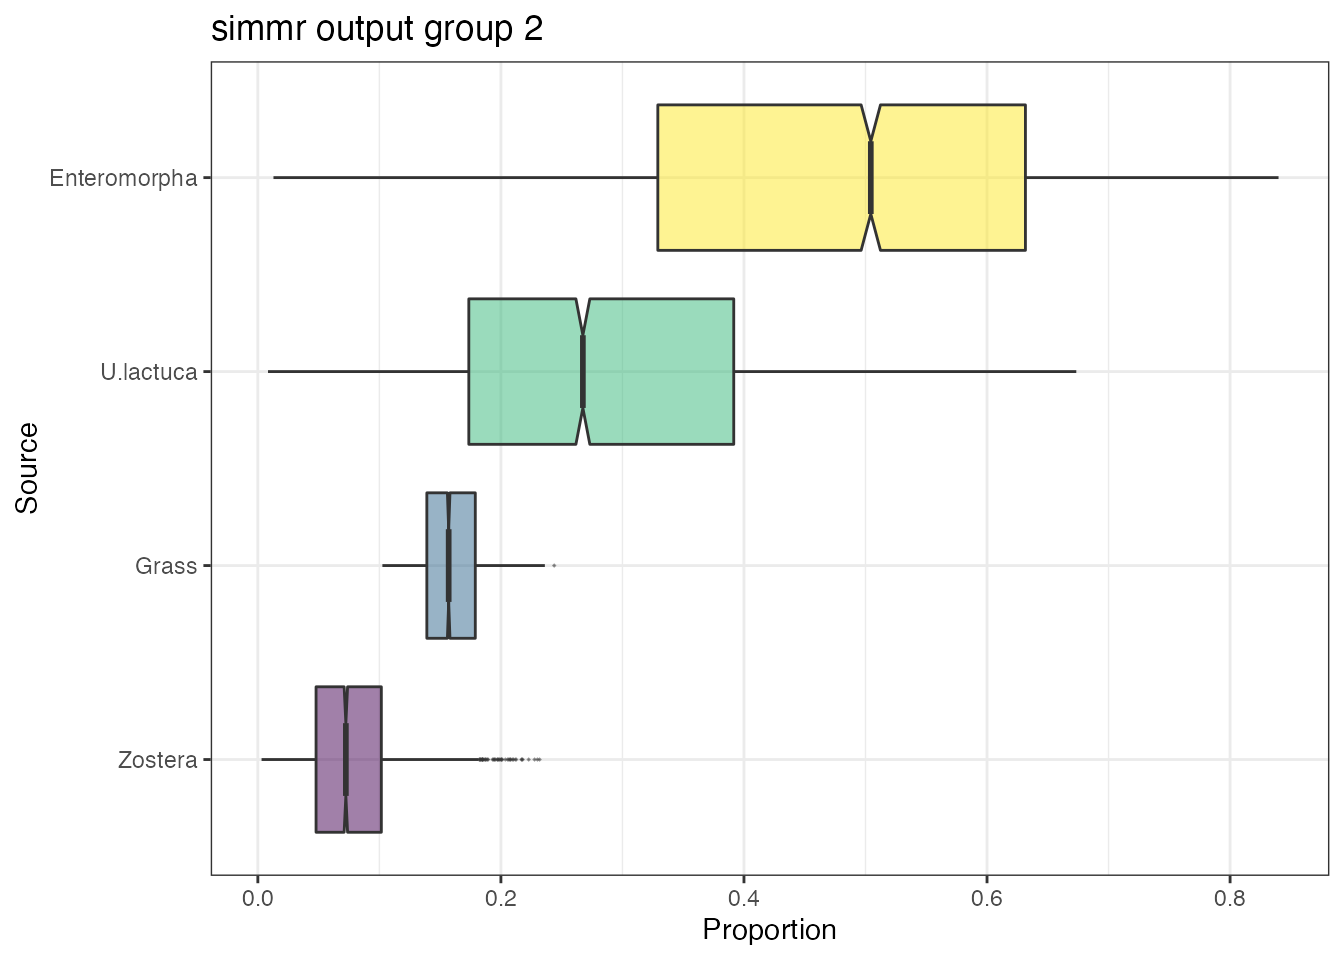 simmr output group 2
Enteromorpha
U.lactuca
Grass
Zostera
Source
0.0 0.2 0.4 0.6 0.8
Proportion